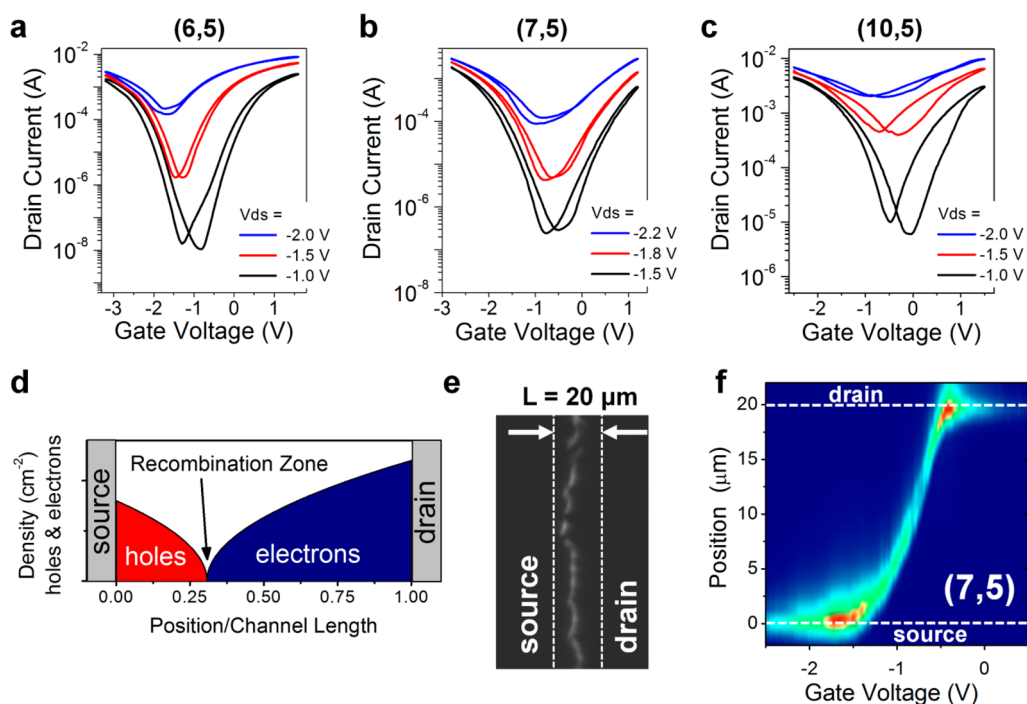 a
(6,5)
Drain Current (A)
10⁻²
10⁻⁴
10⁻⁶
10⁻⁸
Vds =
-2.0 V
-1.5 V
-1.0 V
-3 -2 -1 0 1
Gate Voltage (V)
b
(7,5)
Drain Current (A)
10⁻⁴
10⁻⁶
10⁻⁸
Vds =
-2.2 V
-1.8 V
-1.5 V
-3 -2 -1 0 1
Gate Voltage (V)
c
(10,5)
Drain Current (A)
10⁻²
10⁻³
10⁻⁴
10⁻⁵
10⁻⁶
Vds =
-2.0 V
-1.5 V
-1.0 V
-2 -1 0 1
Gate Voltage (V)
d
Density (cm⁻²)
holes & electrons
source
Recombination Zone
holes
electrons
drain
0.00 0.25 0.50 0.75 1.00
Position/Channel Length
e
L = 20 µm
source
drain
f
Position (µm)
20
15
10
5
0
drain
(7,5)
source
-2 -1 0
Gate Voltage (V)